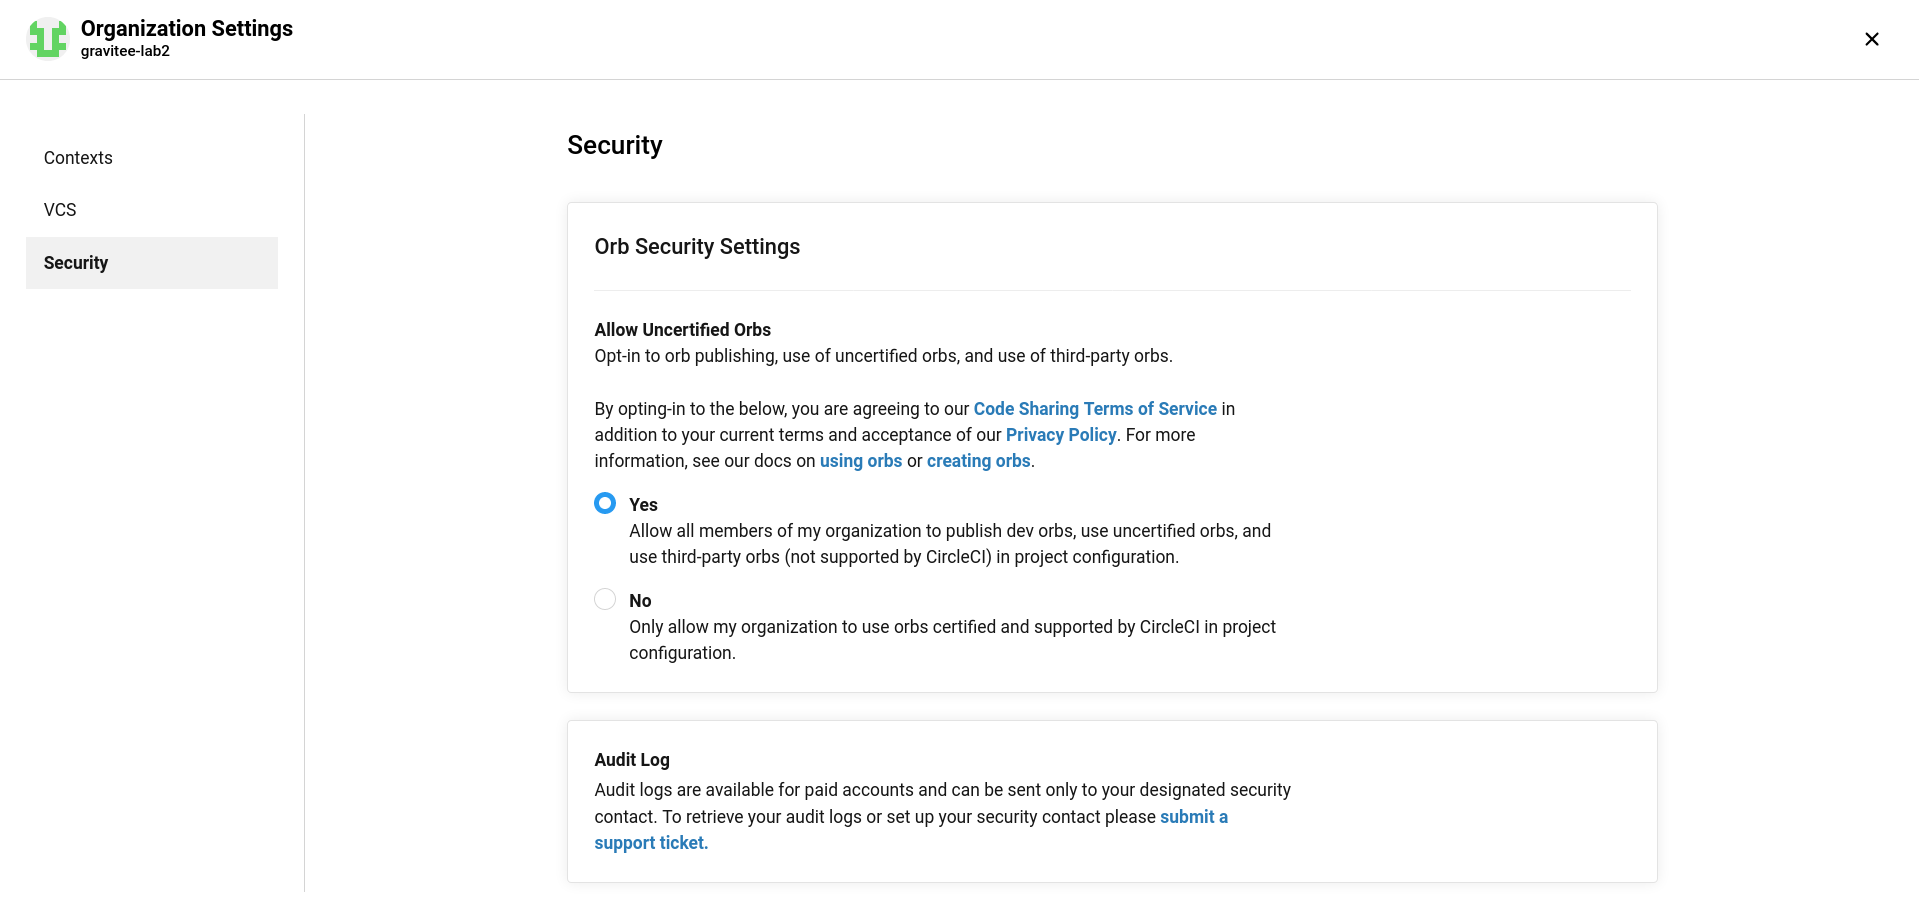 Organization Settings
gravitee-lab2
Contexts
VCS
Security
Security
Orb Security Settings
Allow Uncertified Orbs
Opt-in to orb publishing, use of uncertified orbs, and use of third-party orbs.
By opting-in to the below, you are agreeing to our Code Sharing Terms of Service in
addition to your current terms and acceptance of our Privacy Policy. For more
information, see our docs on using orbs or creating orbs.
Yes
Allow all members of my organization to publish dev orbs, use uncertified orbs, and
use third-party orbs (not supported by CircleCI) in project configuration.
No
Only allow my organization to use orbs certified and supported by CircleCI in project
configuration.
Audit Log
Audit logs are available for paid accounts and can be sent only to your designated security
contact. To retrieve your audit logs or set up your security contact please submit a
support ticket.